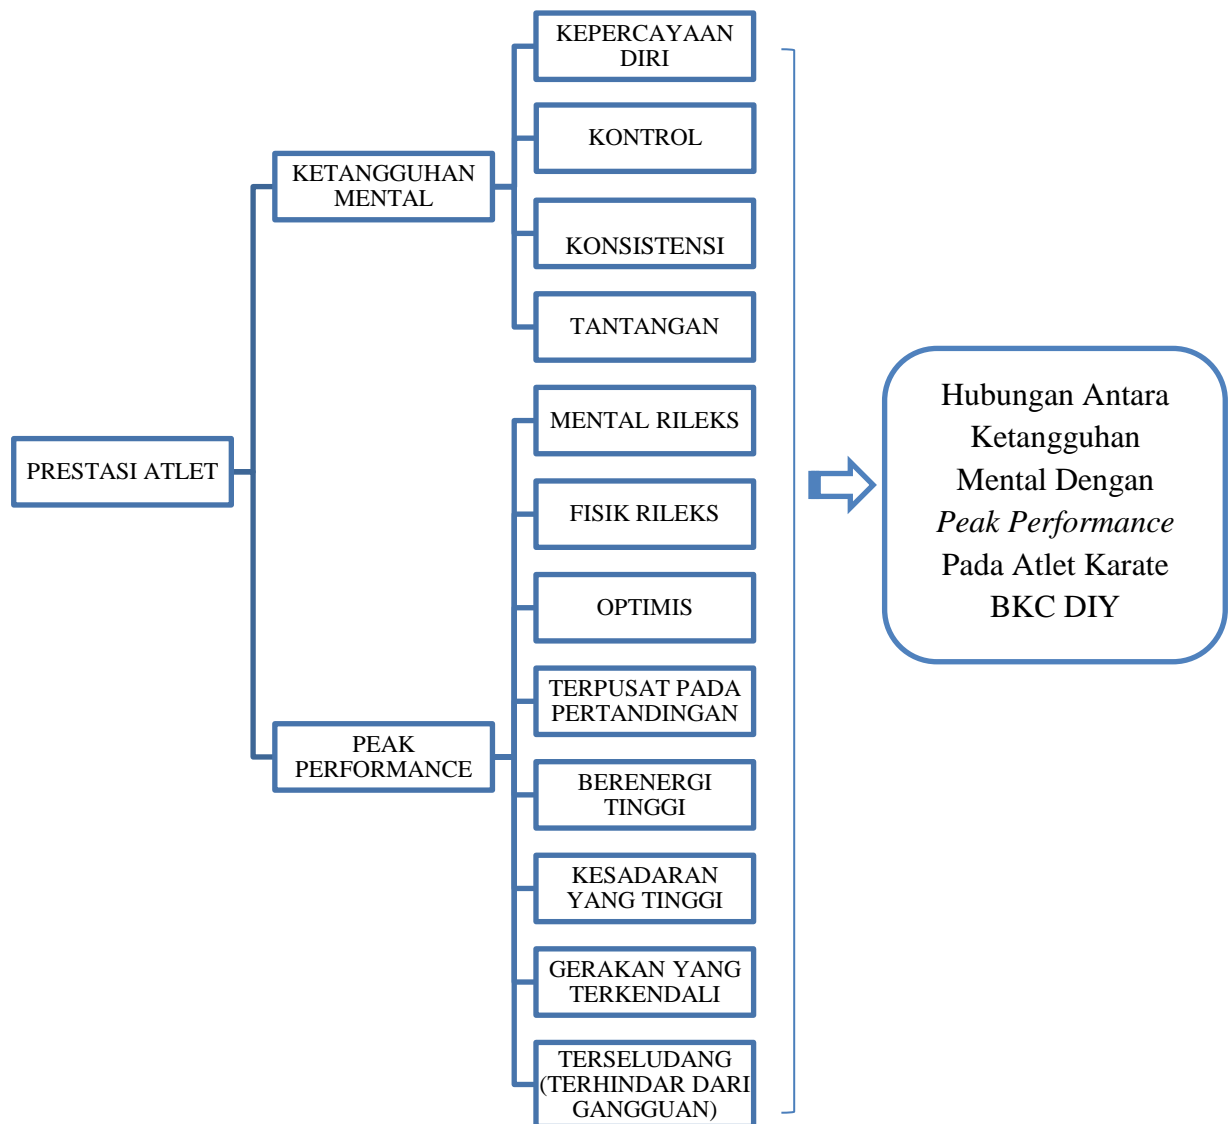 KEPERCAYAAN
DIRI
KONTROL
KETANGGUHAN
MENTAL
KONSISTENSI
TANTANGAN
MENTAL RILEKS
PRESTASI ATLET
FISIK RILEKS
OPTIMIS
TERPUSAT PADA
PERTANDINGAN
PEAK
PERFORMANCE
BERENERGI
TINGGI
KESADARAN
YANG TINGGI
GERAKAN YANG
TERKENDALI
TERSELUDANG
(TERHINDAR DARI
GANGGUAN)
Hubungan Antara
Ketangguhan
Mental Dengan
Peak Performance
Pada Atlet Karate
BKC DIY